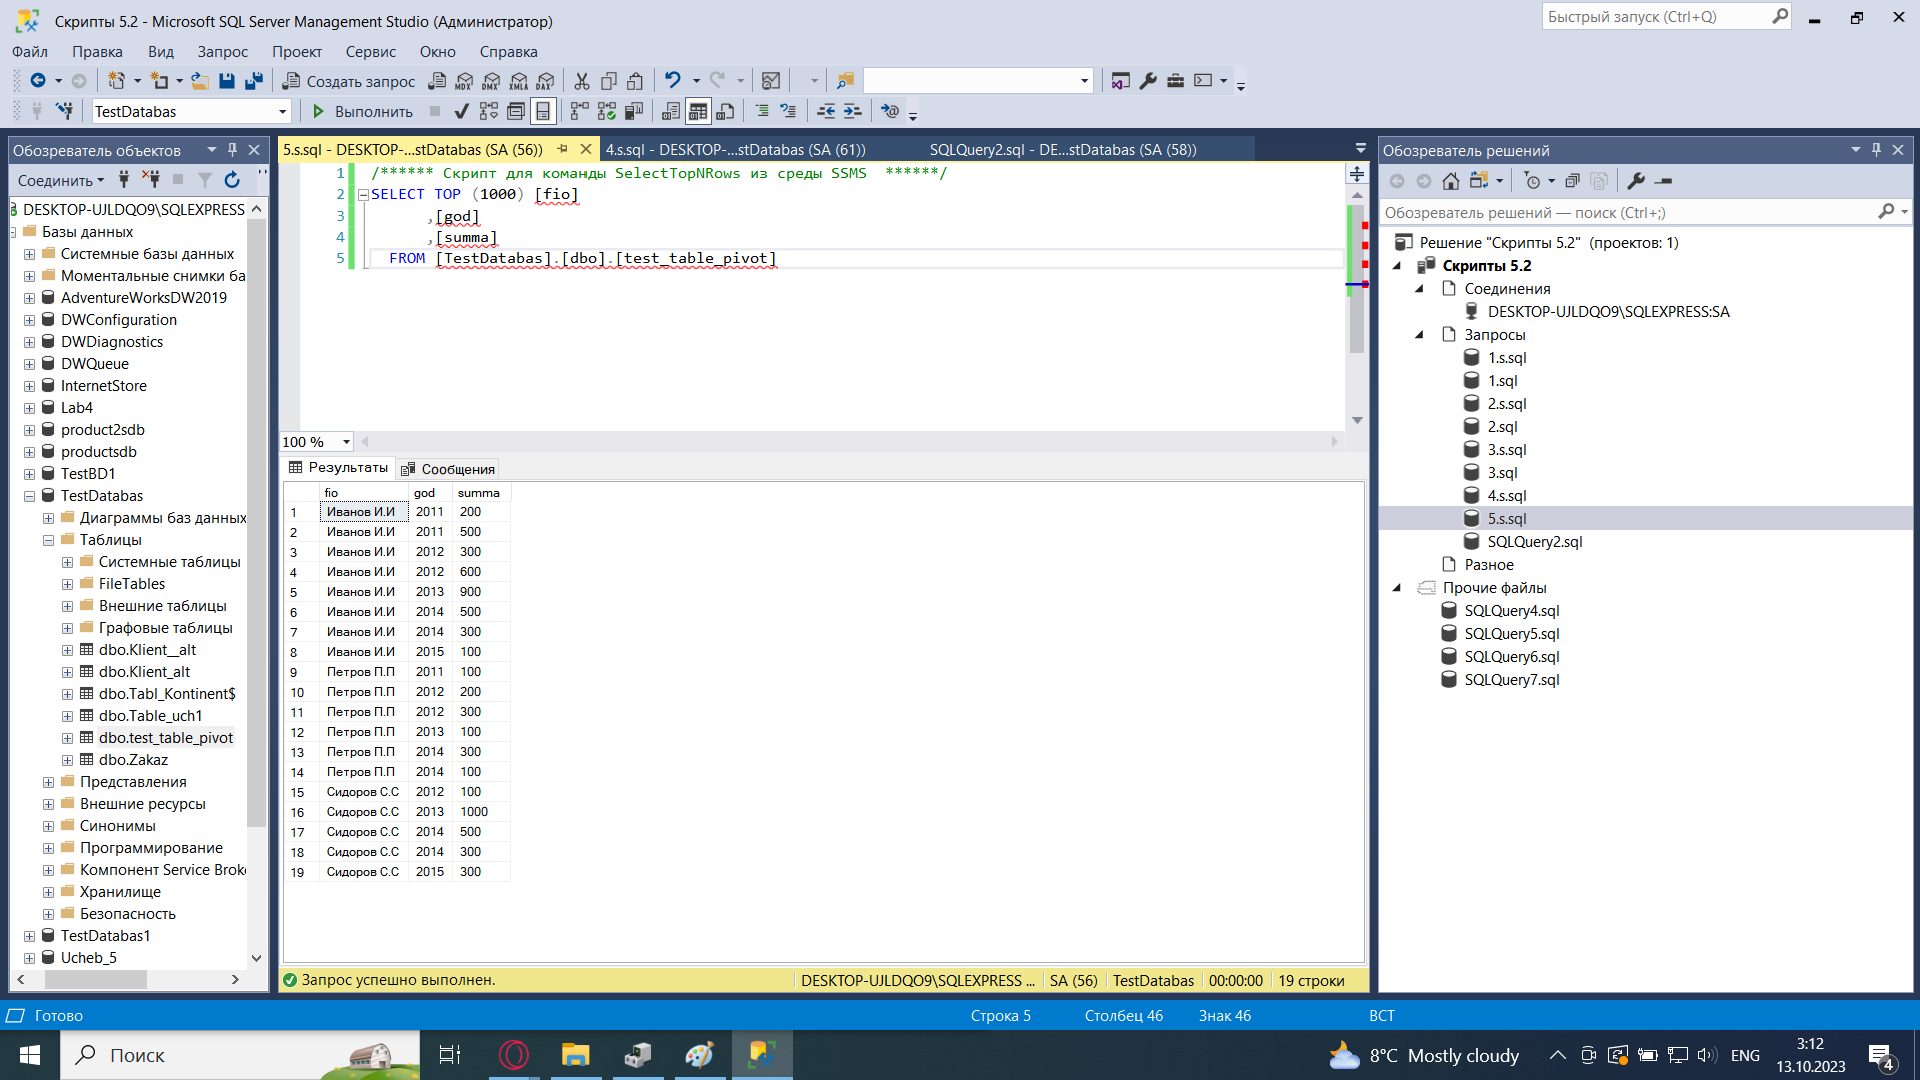 Скрипты 5.2 - Microsoft SQL Server Management Studio (Администратор)
Быстрый запуск (Ctrl+Q)
Файл Правка Вид Запрос Проект Сервис Окно Справка
Создать запрос MDX DMX XMLA DAX
TestDatabas Выполнить
Обозреватель объектов
Соединить
DESKTOP-UJLDQO9\SQLEXPRESS
Базы данных
Системные базы данных
Моментальные снимки ба
AdventureWorksDW2019
DWConfiguration
DWDiagnostics
DWQueue
InternetStore
Lab4
product2sdb
productsdb
TestBD1
TestDatabas
Диаграммы баз данных
Таблицы
Системные таблицы
FileTables
Внешние таблицы
Графовые таблицы
dbo.Klient__alt
dbo.Klient_alt
dbo.Tabl_Kontinent$
dbo.Table_uch1
dbo.test_table_pivot
dbo.Zakaz
Представления
Внешние ресурсы
Синонимы
Программирование
Компонент Service Broke
Хранилище
Безопасность
TestDatabas1
Ucheb_5
5.s.sql - DESKTOP-...stDatabas (SA (56)) 4.s.sql - DESKTOP-...stDatabas (SA (61)) SQLQuery2.sql - DE...stDatabas (SA (58))
1 /****** Скрипт для команды SelectTopNRows из среды SSMS ******/
2 SELECT TOP (1000) [fio]
3 ,[god]
4 ,[summa]
5 FROM [TestDatabas].[dbo].[test_table_pivot]
100 %
Результаты Сообщения
fio god summa
1 Иванов И.И 2011 200
2 Иванов И.И 2011 500
3 Иванов И.И 2012 300
4 Иванов И.И 2012 600
5 Иванов И.И 2013 900
6 Иванов И.И 2014 500
7 Иванов И.И 2014 300
8 Иванов И.И 2015 100
9 Петров П.П 2011 100
10 Петров П.П 2012 200
11 Петров П.П 2012 300
12 Петров П.П 2013 100
13 Петров П.П 2014 300
14 Петров П.П 2014 100
15 Сидоров С.С 2012 100
16 Сидоров С.С 2013 1000
17 Сидоров С.С 2014 500
18 Сидоров С.С 2014 300
19 Сидоров С.С 2015 300
Запрос успешно выполнен. DESKTOP-UJLDQO9\SQLEXPRESS ... SA (56) TestDatabas 00:00:00 19 строки
Обозреватель решений
Обозреватель решений — поиск (Ctrl+;)
Решение "Скрипты 5.2" (проектов: 1)
Скрипты 5.2
Соединения
DESKTOP-UJLDQO9\SQLEXPRESS:SA
Запросы
1.s.sql
1.sql
2.s.sql
2.sql
3.s.sql
3.sql
4.s.sql
5.s.sql
SQLQuery2.sql
Разное
Прочие файлы
SQLQuery4.sql
SQLQuery5.sql
SQLQuery6.sql
SQLQuery7.sql
Готово Строка 5 Столбец 46 Знак 46 ВСТ
Поиск
8°C Mostly cloudy
ENG
3:12
13.10.2023
4